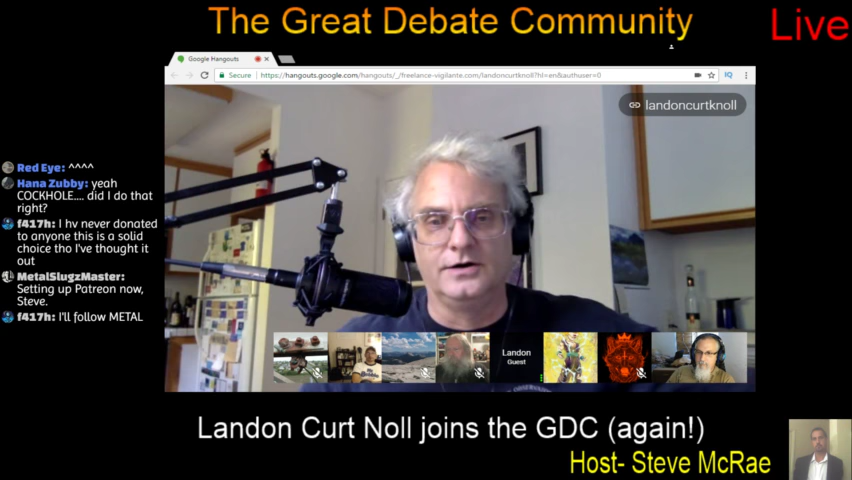 The Great Debate Community
Live
Google Hangouts
Secure
https://hangouts.google.com/hangouts/_/freelance-vigilante.com/landoncurtknoll?hl=en&authuser=0
IQ
landoncurtknoll
Red Eye: ^^^^
Hana Zubby: yeah
COCKHOLE.... did I do that
right?
f417h: I hv never donated
to anyone this is a solid
choice tho I've thought it
out
MetalSlugzMaster:
Setting up Patreon now,
Steve.
f417h: I'll follow METAL
Landon
Guest
Landon Curt Noll joins the GDC (again!)
Host- Steve McRae